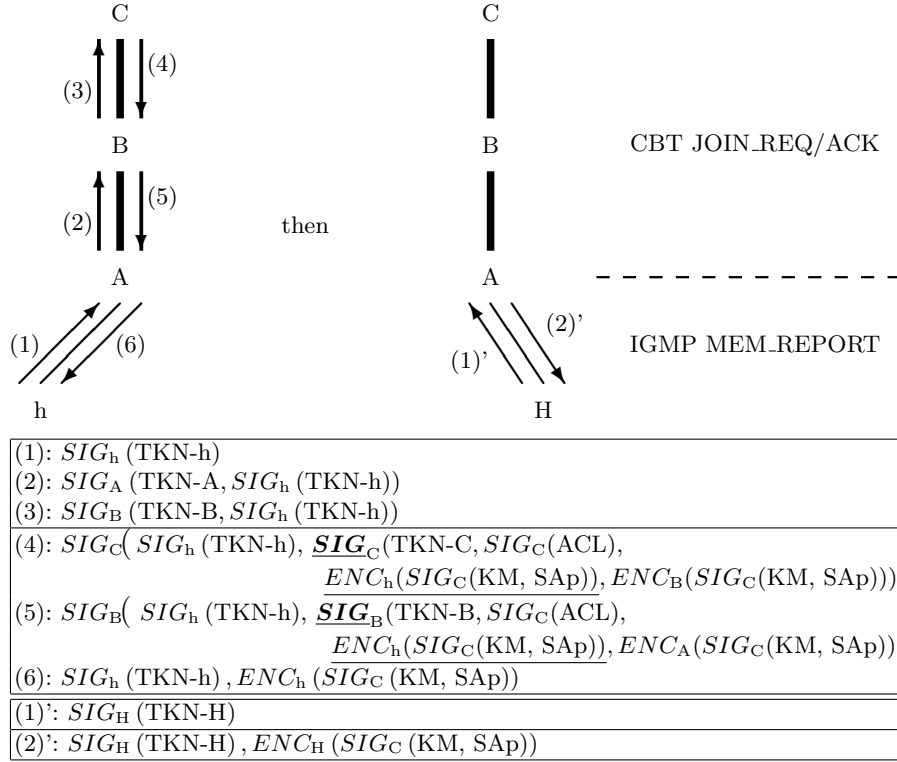 C C
(3) (4)
B B CBT JOIN_REQ/ACK
(2) (5)
then
A A
(1) (6) (1)' (2)' IGMP MEM_REPORT
h H
(1): SIG_h (TKN-h)
(2): SIG_A (TKN-A, SIG_h (TKN-h))
(3): SIG_B (TKN-B, SIG_h (TKN-h))
(4): SIG_C( SIG_h (TKN-h), SIG_C(TKN-C, SIG_C(ACL),
ENC_h(SIG_C(KM, SAp)), ENC_B(SIG_C(KM, SAp)))
(5): SIG_B( SIG_h (TKN-h), SIG_B(TKN-B, SIG_C(ACL),
ENC_h(SIG_C(KM, SAp)), ENC_A(SIG_C(KM, SAp))
(6): SIG_h (TKN-h) , ENC_h (SIG_C (KM, SAp))
(1)': SIG_H (TKN-H)
(2)': SIG_H (TKN-H) , ENC_H (SIG_C (KM, SAp))